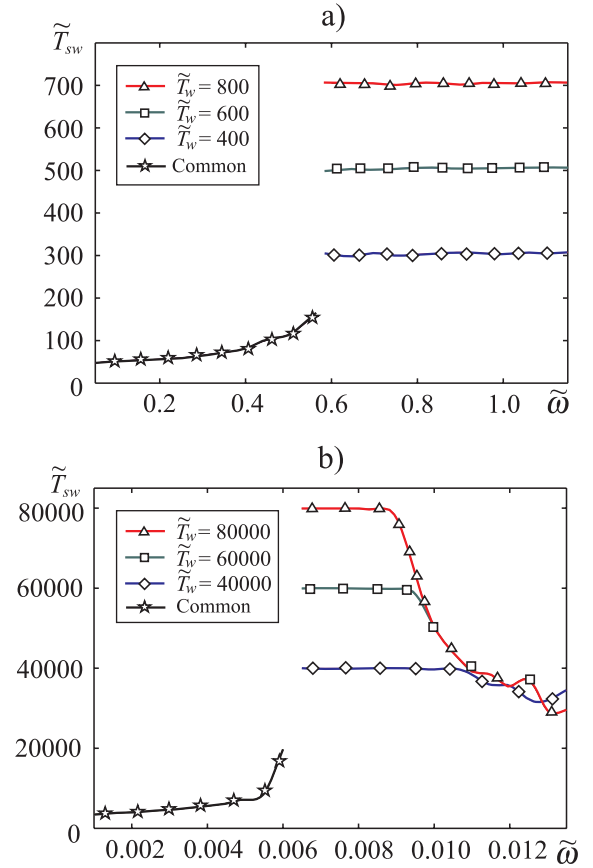 a)
T̃sw
700
600
500
400
300
200
100
0
T̃w = 800
T̃w = 600
T̃w = 400
Common
0.2 0.4 0.6 0.8 1.0 ω̃
b)
T̃sw
80000
60000
40000
20000
0
T̃w = 80000
T̃w = 60000
T̃w = 40000
Common
0.002 0.004 0.006 0.008 0.010 0.012 ω̃